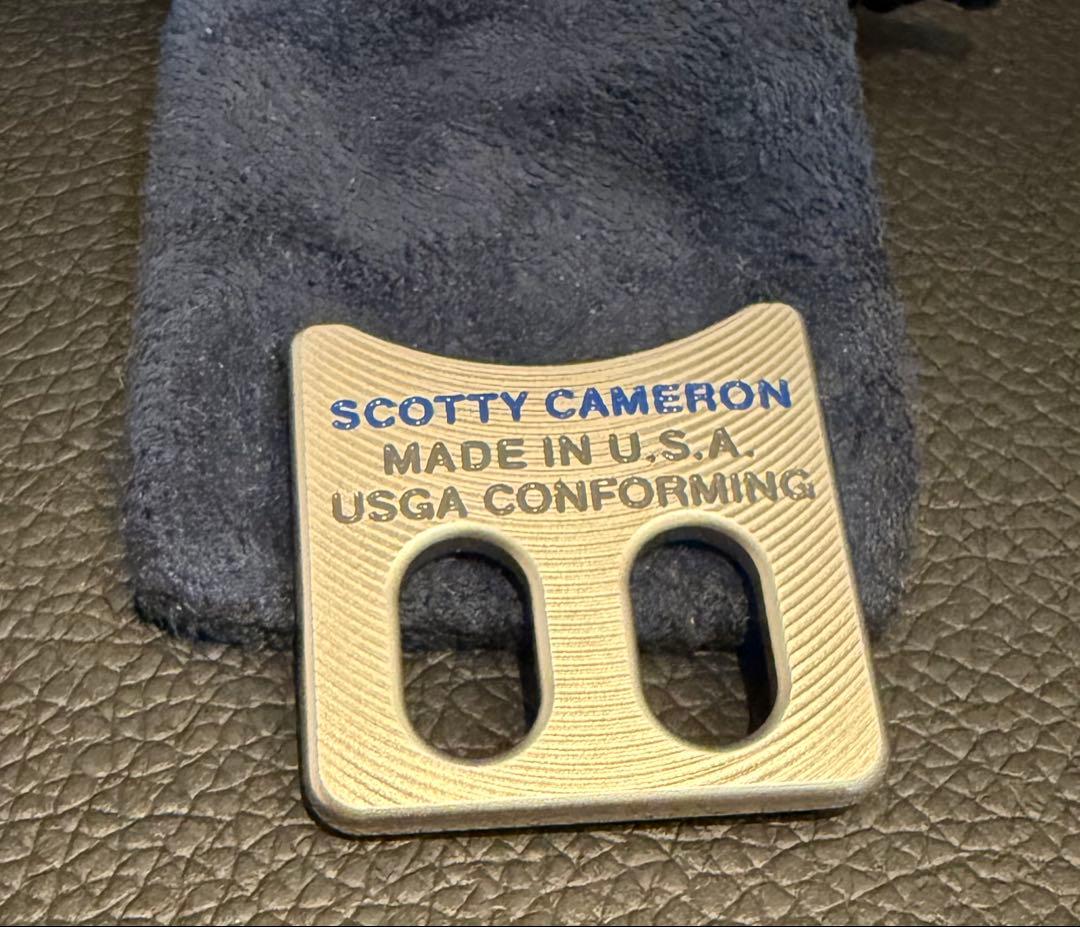 SCOTTY CAMERON
MADE IN U.S.A.
USGA CONFORMING